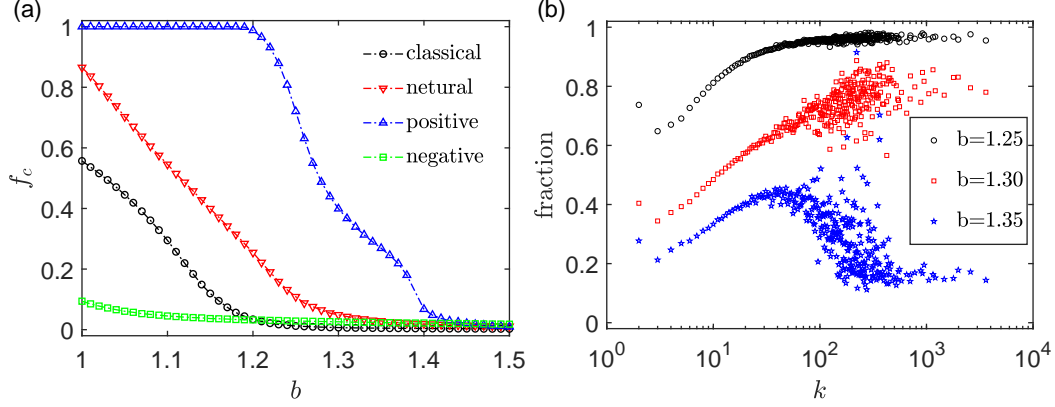 (a)
f_c
1
0.8
0.6
0.4
0.2
0
1 1.1 1.2 1.3 1.4 1.5
b
classical
netural
positive
negative
(b)
fraction
1
0.8
0.6
0.4
0.2
0
10^0 10^1 10^2 10^3 10^4
k
b=1.25
b=1.30
b=1.35